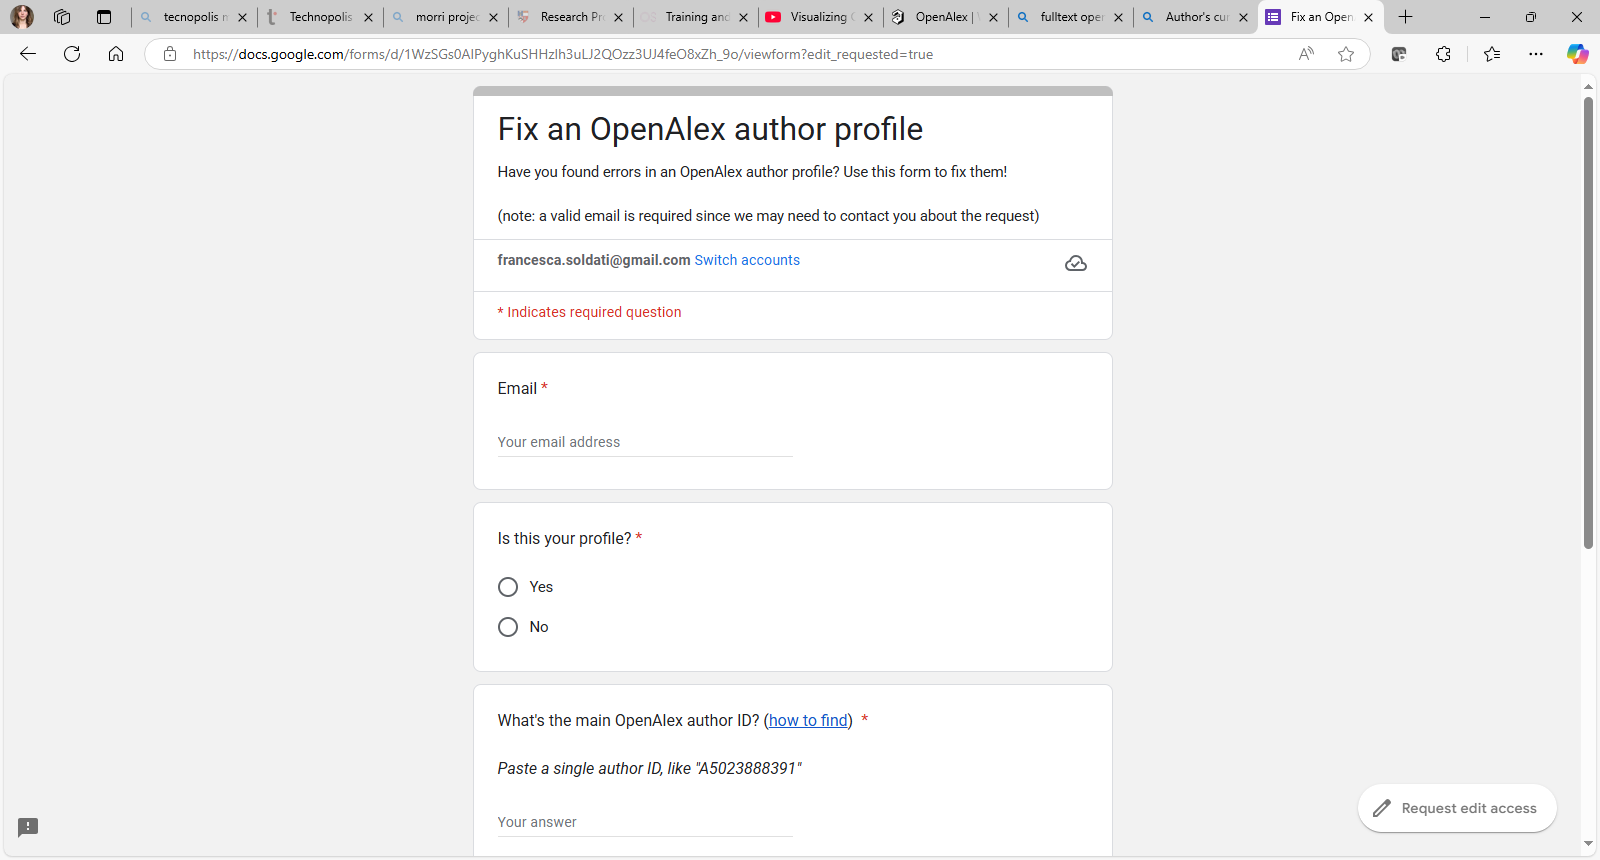 tecnopolis m
Technopolis
morri projec
Research Pro
Training and
Visualizing
OpenAlex |
fulltext oper
Author's cur
Fix an Open
https://docs.google.com/forms/d/1WzSGs0AlPyghKuSHHzlh3uLJ2QOzz3UJ4feO8xZh_9o/viewform?edit_requested=true
Fix an OpenAlex author profile
Have you found errors in an OpenAlex author profile? Use this form to fix them!
(note: a valid email is required since we may need to contact you about the request)
francesca.soldati@gmail.com Switch accounts
* Indicates required question
Email *
Your email address
Is this your profile? *
Yes
No
What's the main OpenAlex author ID? (how to find) *
Paste a single author ID, like "A5023888391"
Your answer
Request edit access